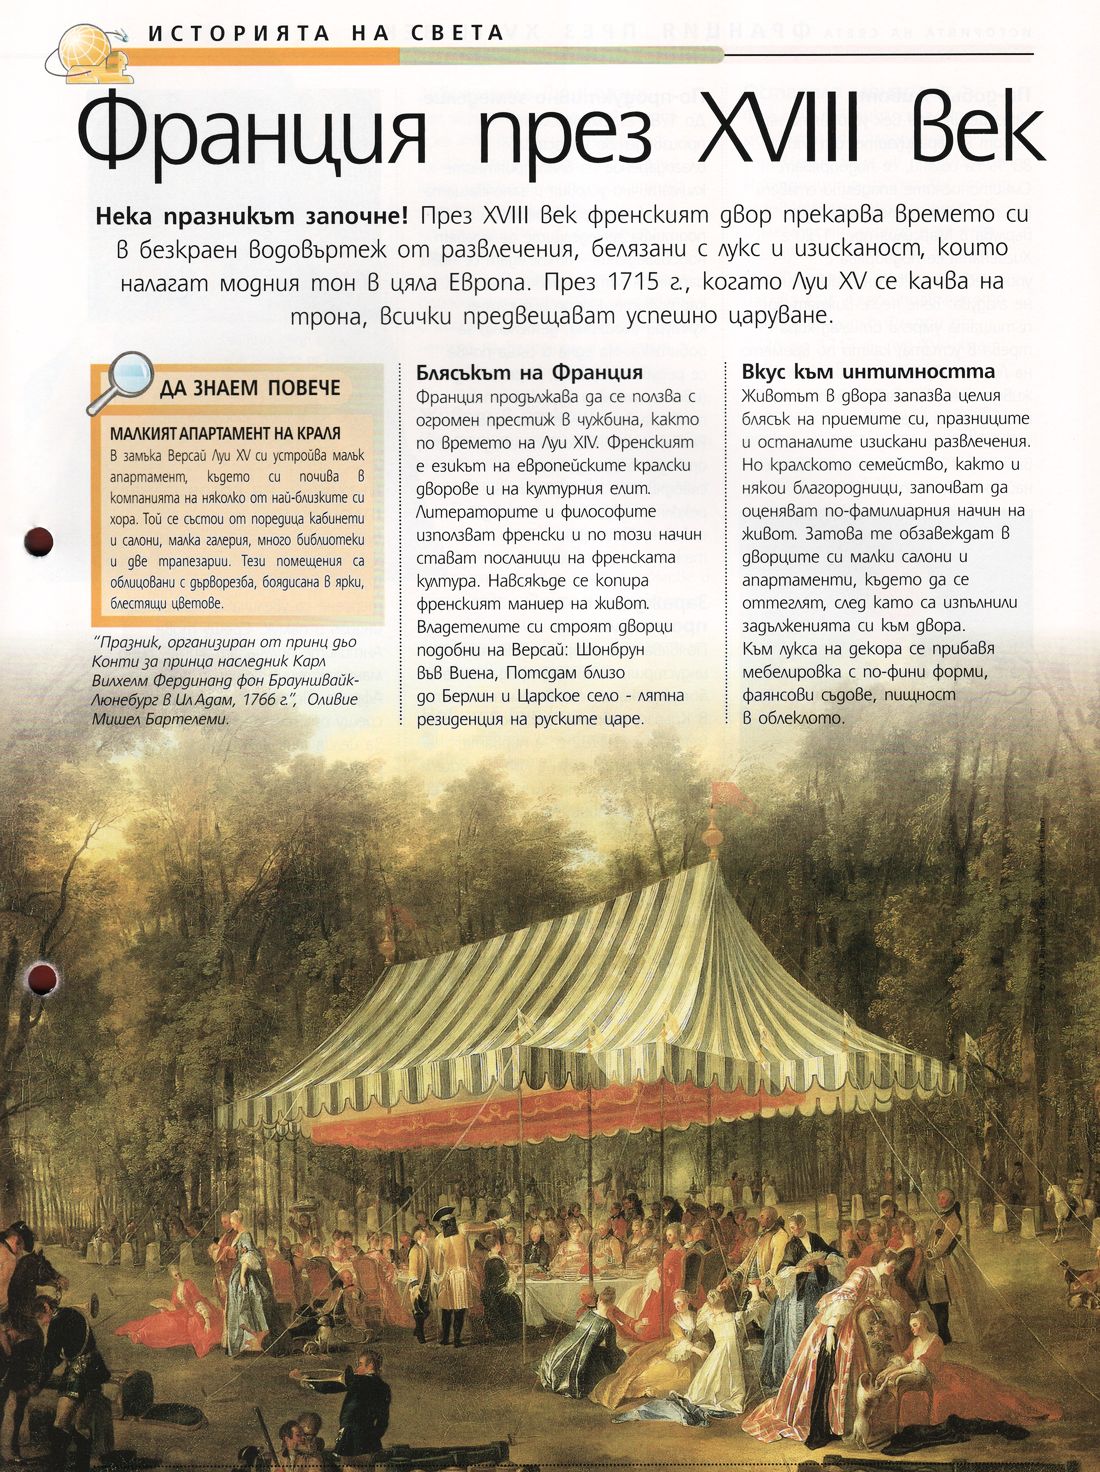 ИСТОРИЯТА НА СВЕТА
Франция през XVIII век
Нека празникът започне! През XVIII век френският двор прекарва времето си
в безкраен водовъртеж от развлечения, белязани с лукс и изисканост, които
налагат модния тон в цяла Европа. През 1715 г., когато Луи XV се качва на
трона, всички предвещават успешно царуване.
ДА ЗНАЕМ ПОВЕЧЕ
МАЛКИЯТ АПАРТАМЕНТ НА КРАЛЯ
В замъка Версай Луи XV си устройва малък
апартамент, където си почива в
компанията на няколко от най-близките си
хора. Той се състои от поредица кабинети
и салони, малка галерия, много библиотеки
и две трапезарии. Тези помещения са
облицовани с дърворезба, боядисана в ярки,
блестящи цветове.
"Празник, организиран от принц дьо
Конти за принца наследник Карл
Вилхелм Фердинанд фон Брауншвайк-
Люнебург в Ил Адам, 1766 г.", Оливие
Мишел Бартелеми.
Блясъкът на Франция
Франция продължава да се ползва с
огромен престиж в чужбина, както
по времето на Луи XIV. Френският
е езикът на европейските кралски
дворове и на културния елит.
Литераторите и философите
използват френски и по този начин
стават посланици на френската
култура. Навсякъде се копира
френският маниер на живот.
Владетелите си строят дворци
подобни на Версай: Шонбрун
във Виена, Потсдам близо
до Берлин и Царское село - лятна
резиденция на руските царе.
Вкус към интимността
Животът в двора запазва целия
блясък на приемите си, празниците
и останалите изискани развлечения.
Но кралското семейство, както и
някои благородници, започват да
оценяват по-фамилиарния начин на
живот. Затова те обзавеждат в
дворците си малки салони и
апартаменти, където да се
оттеглят, след като са изпълнили
задълженията си към двора.
Към лукса на декора се прибавя
мебелировка с по-фини форми,
фаянсови съдове, пищност
в облеклото.